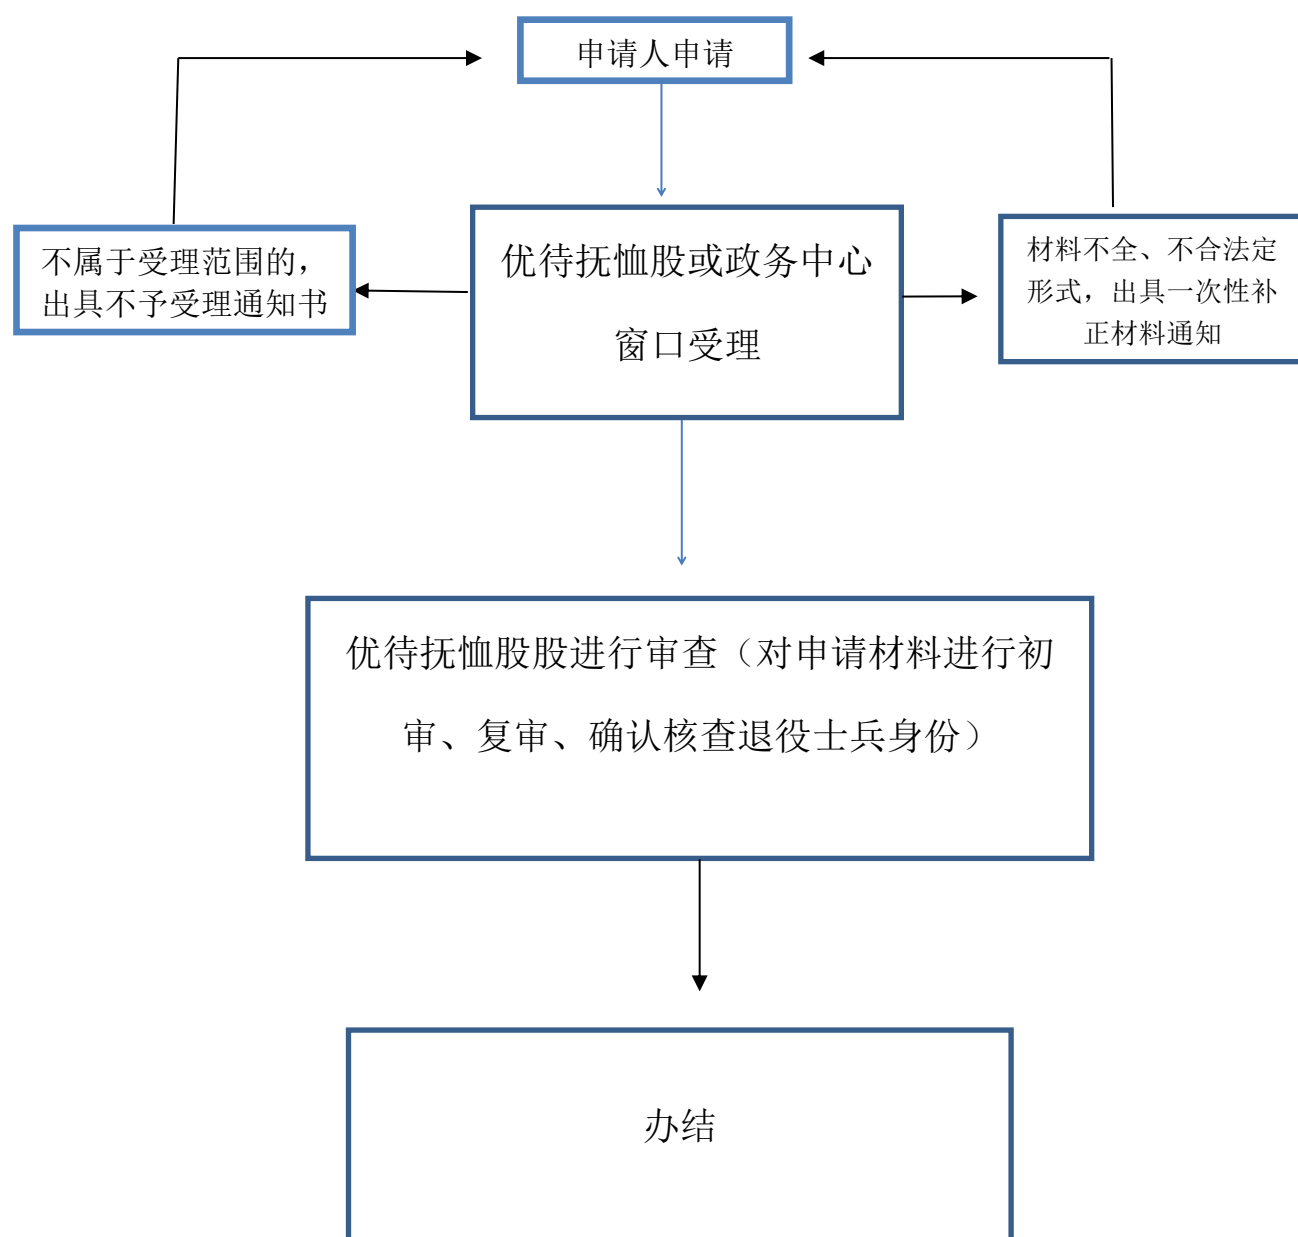 申请人申请
不属于受理范围的，
出具不予受理通知书
优待抚恤股或政务中心
窗口受理
材料不全、不合法定
形式，出具一次性补
正材料通知
优待抚恤股股进行审查（对申请材料进行初
审、复审、确认核查退役士兵身份）
办结